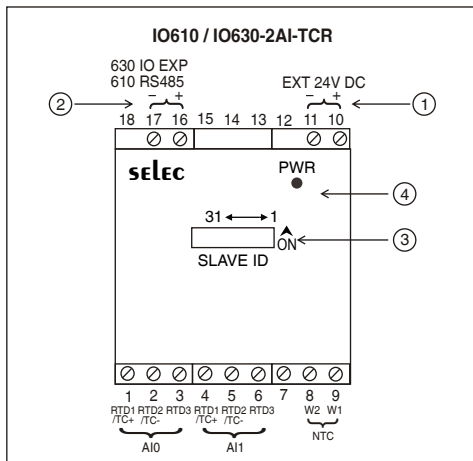 IO610 / IO630-2AI-TCR
630 IO EXP
610 RS485
EXT 24V DC
− +
− +
2
1
18 17 16 15 14 13 12 11 10
selec
PWR
4
31 1
ON
3
SLAVE ID
1 2 3 4 5 6 7 8 9
RTD1 RTD2 RTD3 RTD1 RTD2 RTD3 W2 W1
/TC+ /TC- /TC+ /TC-
NTC
AI0 AI1